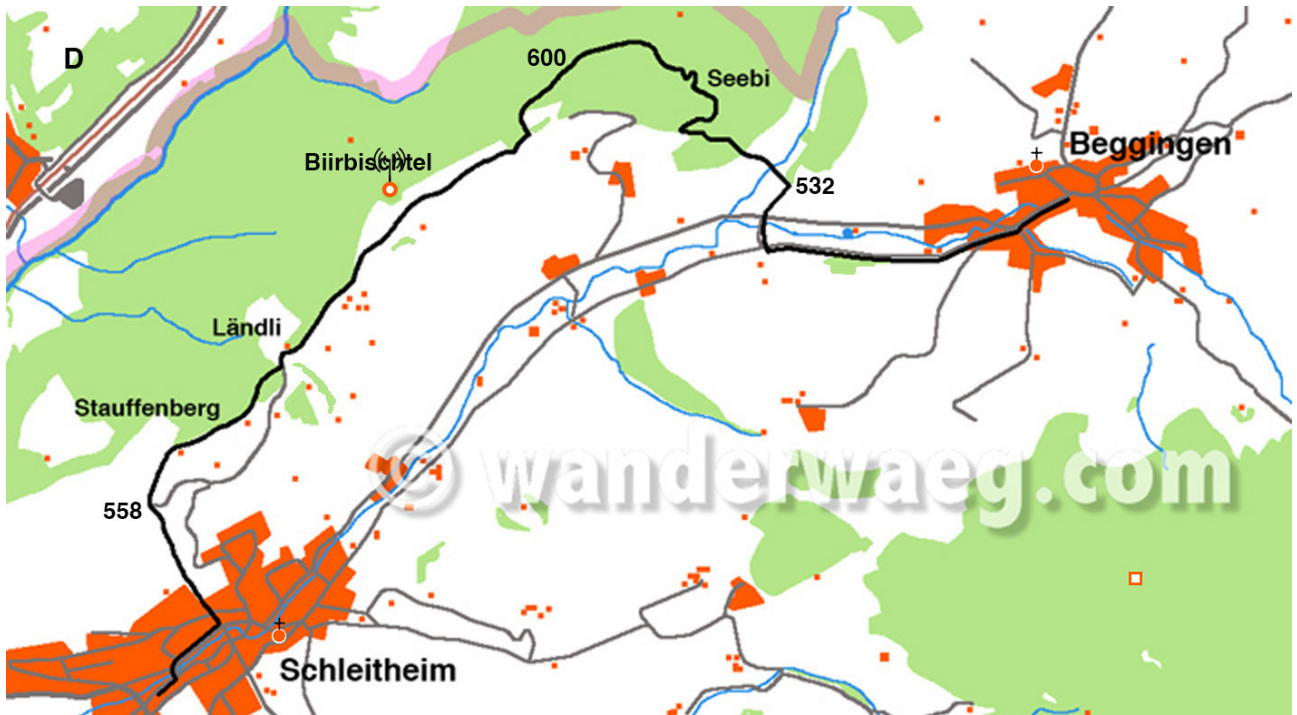 D
600
Seebi
Beggingen
Biirbischtel
532
Ländli
Stauffenberg
© wanderwaeg.com
558
Schleitheim